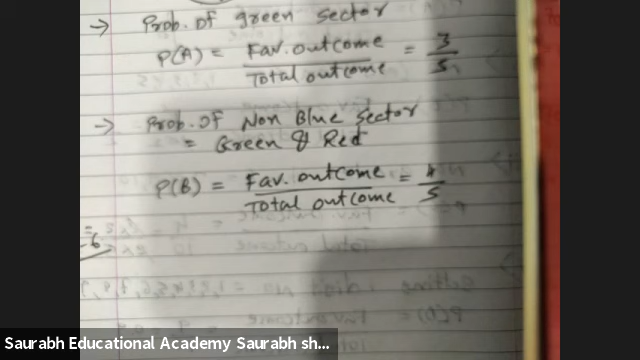 → Prob. of green sector
P(A) = Fav. outcome / Total outcome = 3/5
→ Prob. of Non Blue Sector
= Green & Red
P(B) = Fav. outcome / Total outcome = 4/5
=
-6
Saurabh Educational Academy Saurabh sh...